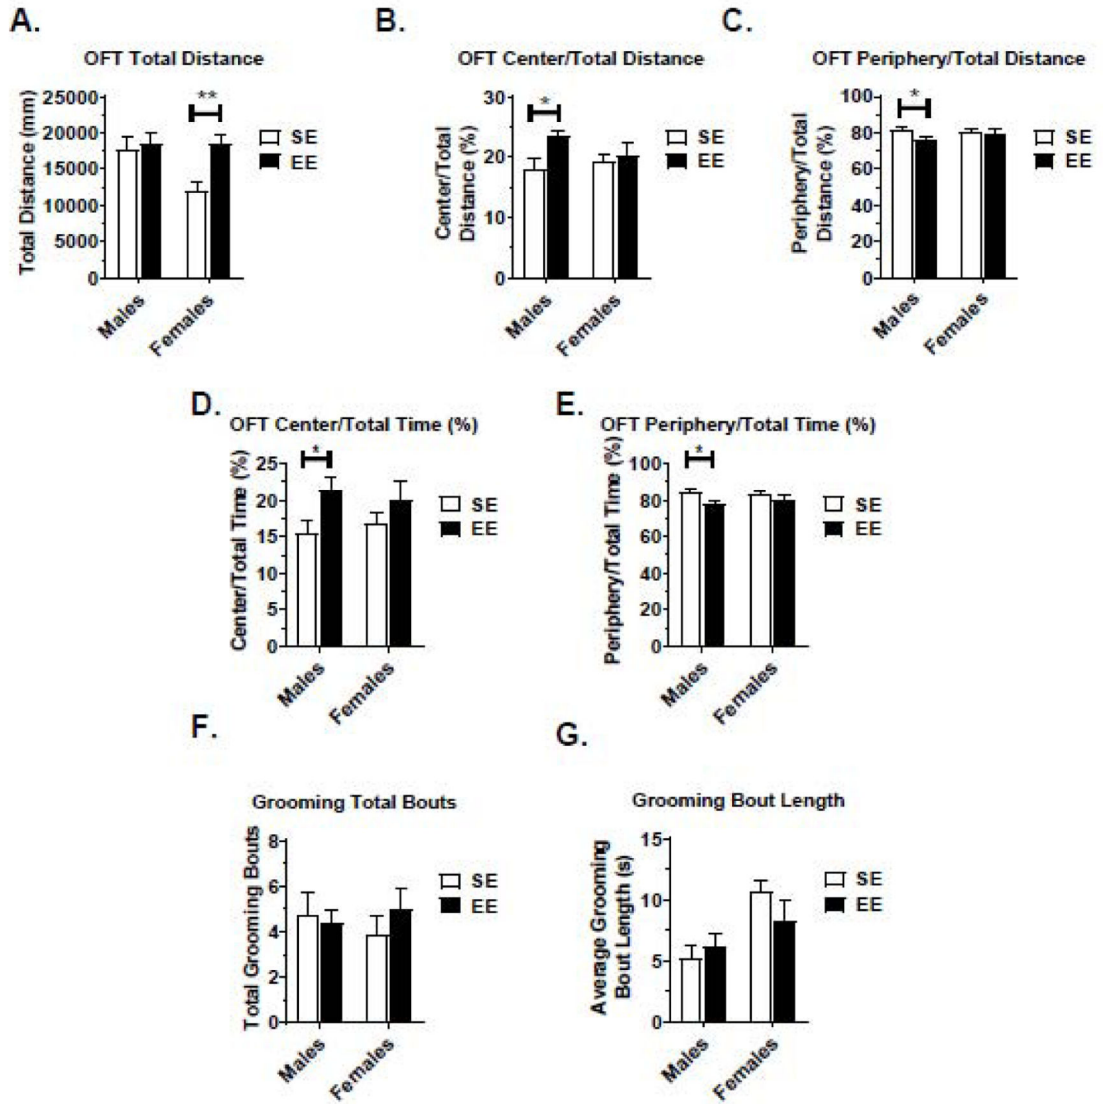 A.
OFT Total Distance
Total Distance (mm)
25000
20000
15000
10000
5000
0
**
SE
EE
Males
Females
B.
OFT Center/Total Distance
Center/Total
Distance (%)
30
20
10
0
*
SE
EE
Males
Females
C.
OFT Periphery/Total Distance
Periphery/Total
Distance (%)
100
80
60
40
20
0
*
SE
EE
Males
Females
D.
OFT Center/Total Time (%)
Center/Total Time (%)
25
20
15
10
5
0
*
SE
EE
Males
Females
E.
OFT Periphery/Total Time (%)
Periphery/Total Time (%)
100
80
60
40
20
0
*
SE
EE
Males
Females
F.
Grooming Total Bouts
Total Grooming Bouts
8
6
4
2
0
SE
EE
Males
Females
G.
Grooming Bout Length
Average Grooming
Bout Length (s)
15
10
5
0
SE
EE
Males
Females